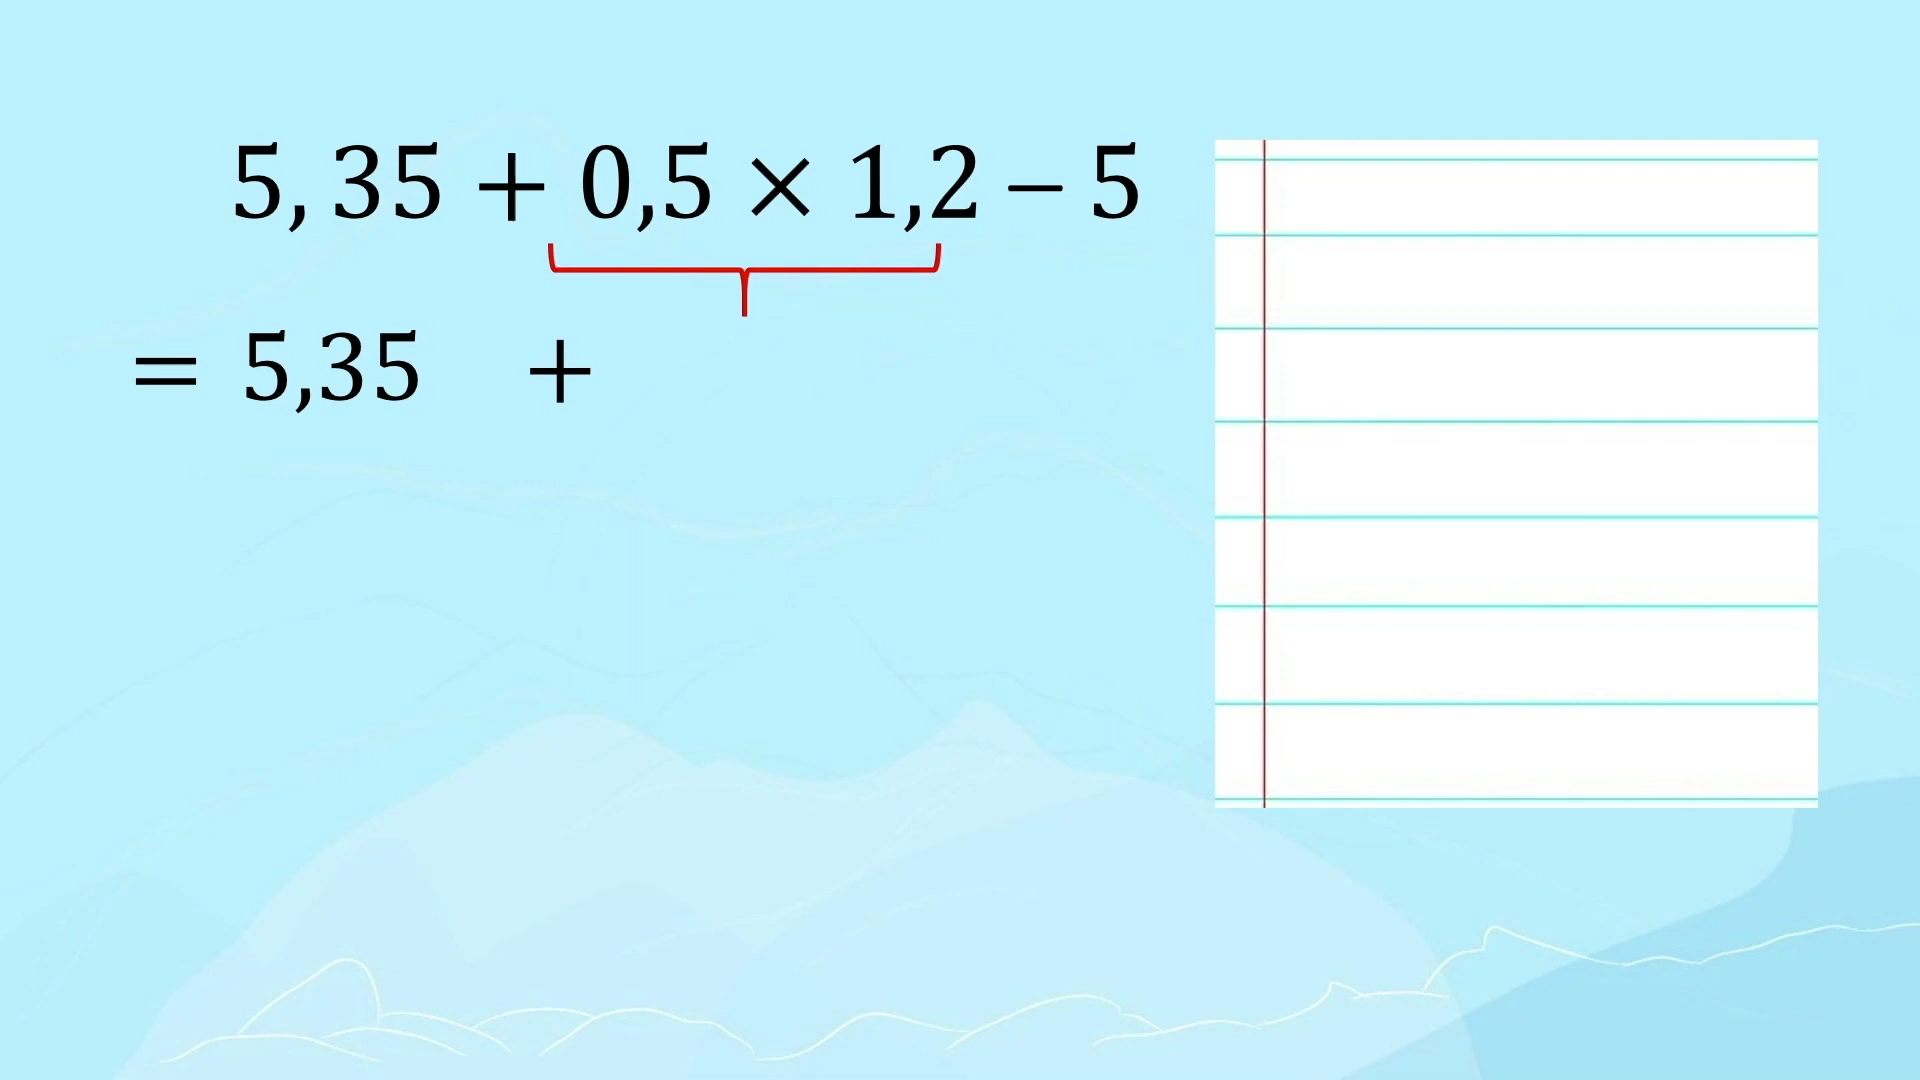 5, 35 + 0,5 × 1,2 – 5
= 5,35 +